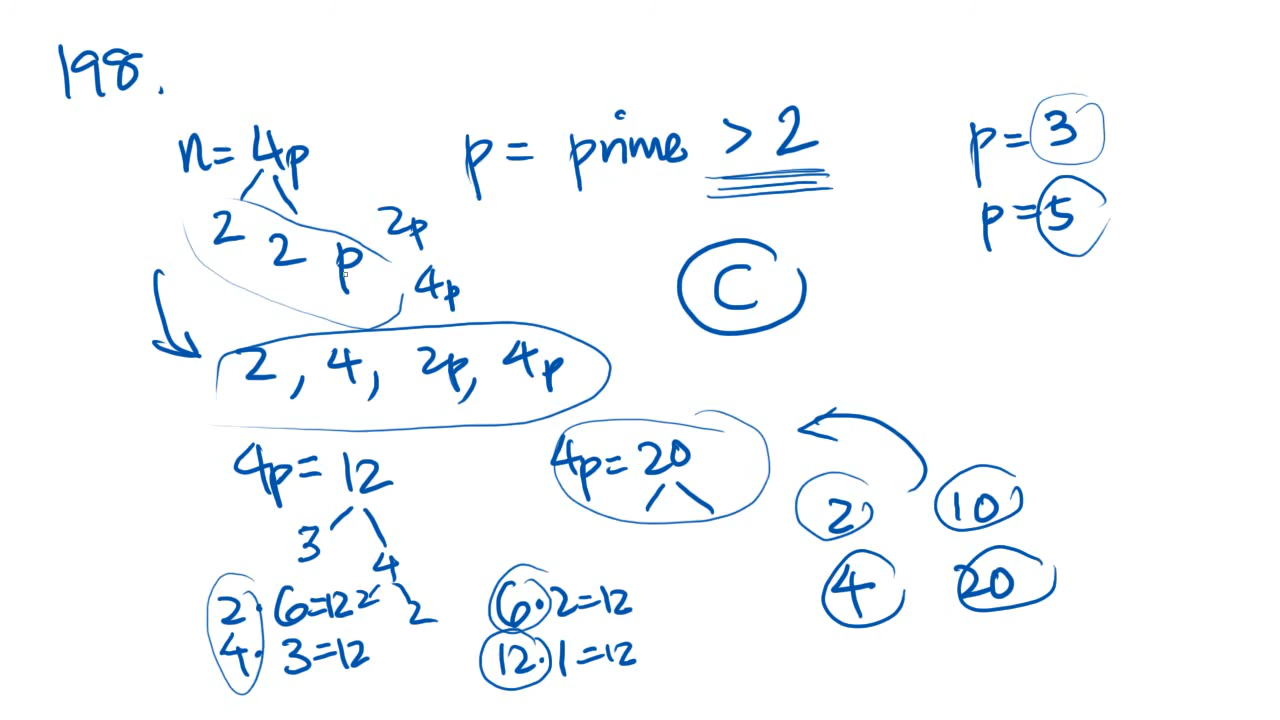 198.
n= 4p
p = prime > 2
p= 3
p= 5
2 2 p 2p
4p
C
2, 4, 2p, 4p
4p = 12
4p= 20
3 4
2 2
2 10
4 20
2· 6=12
6· 2=12
4· 3=12
12· 1=12